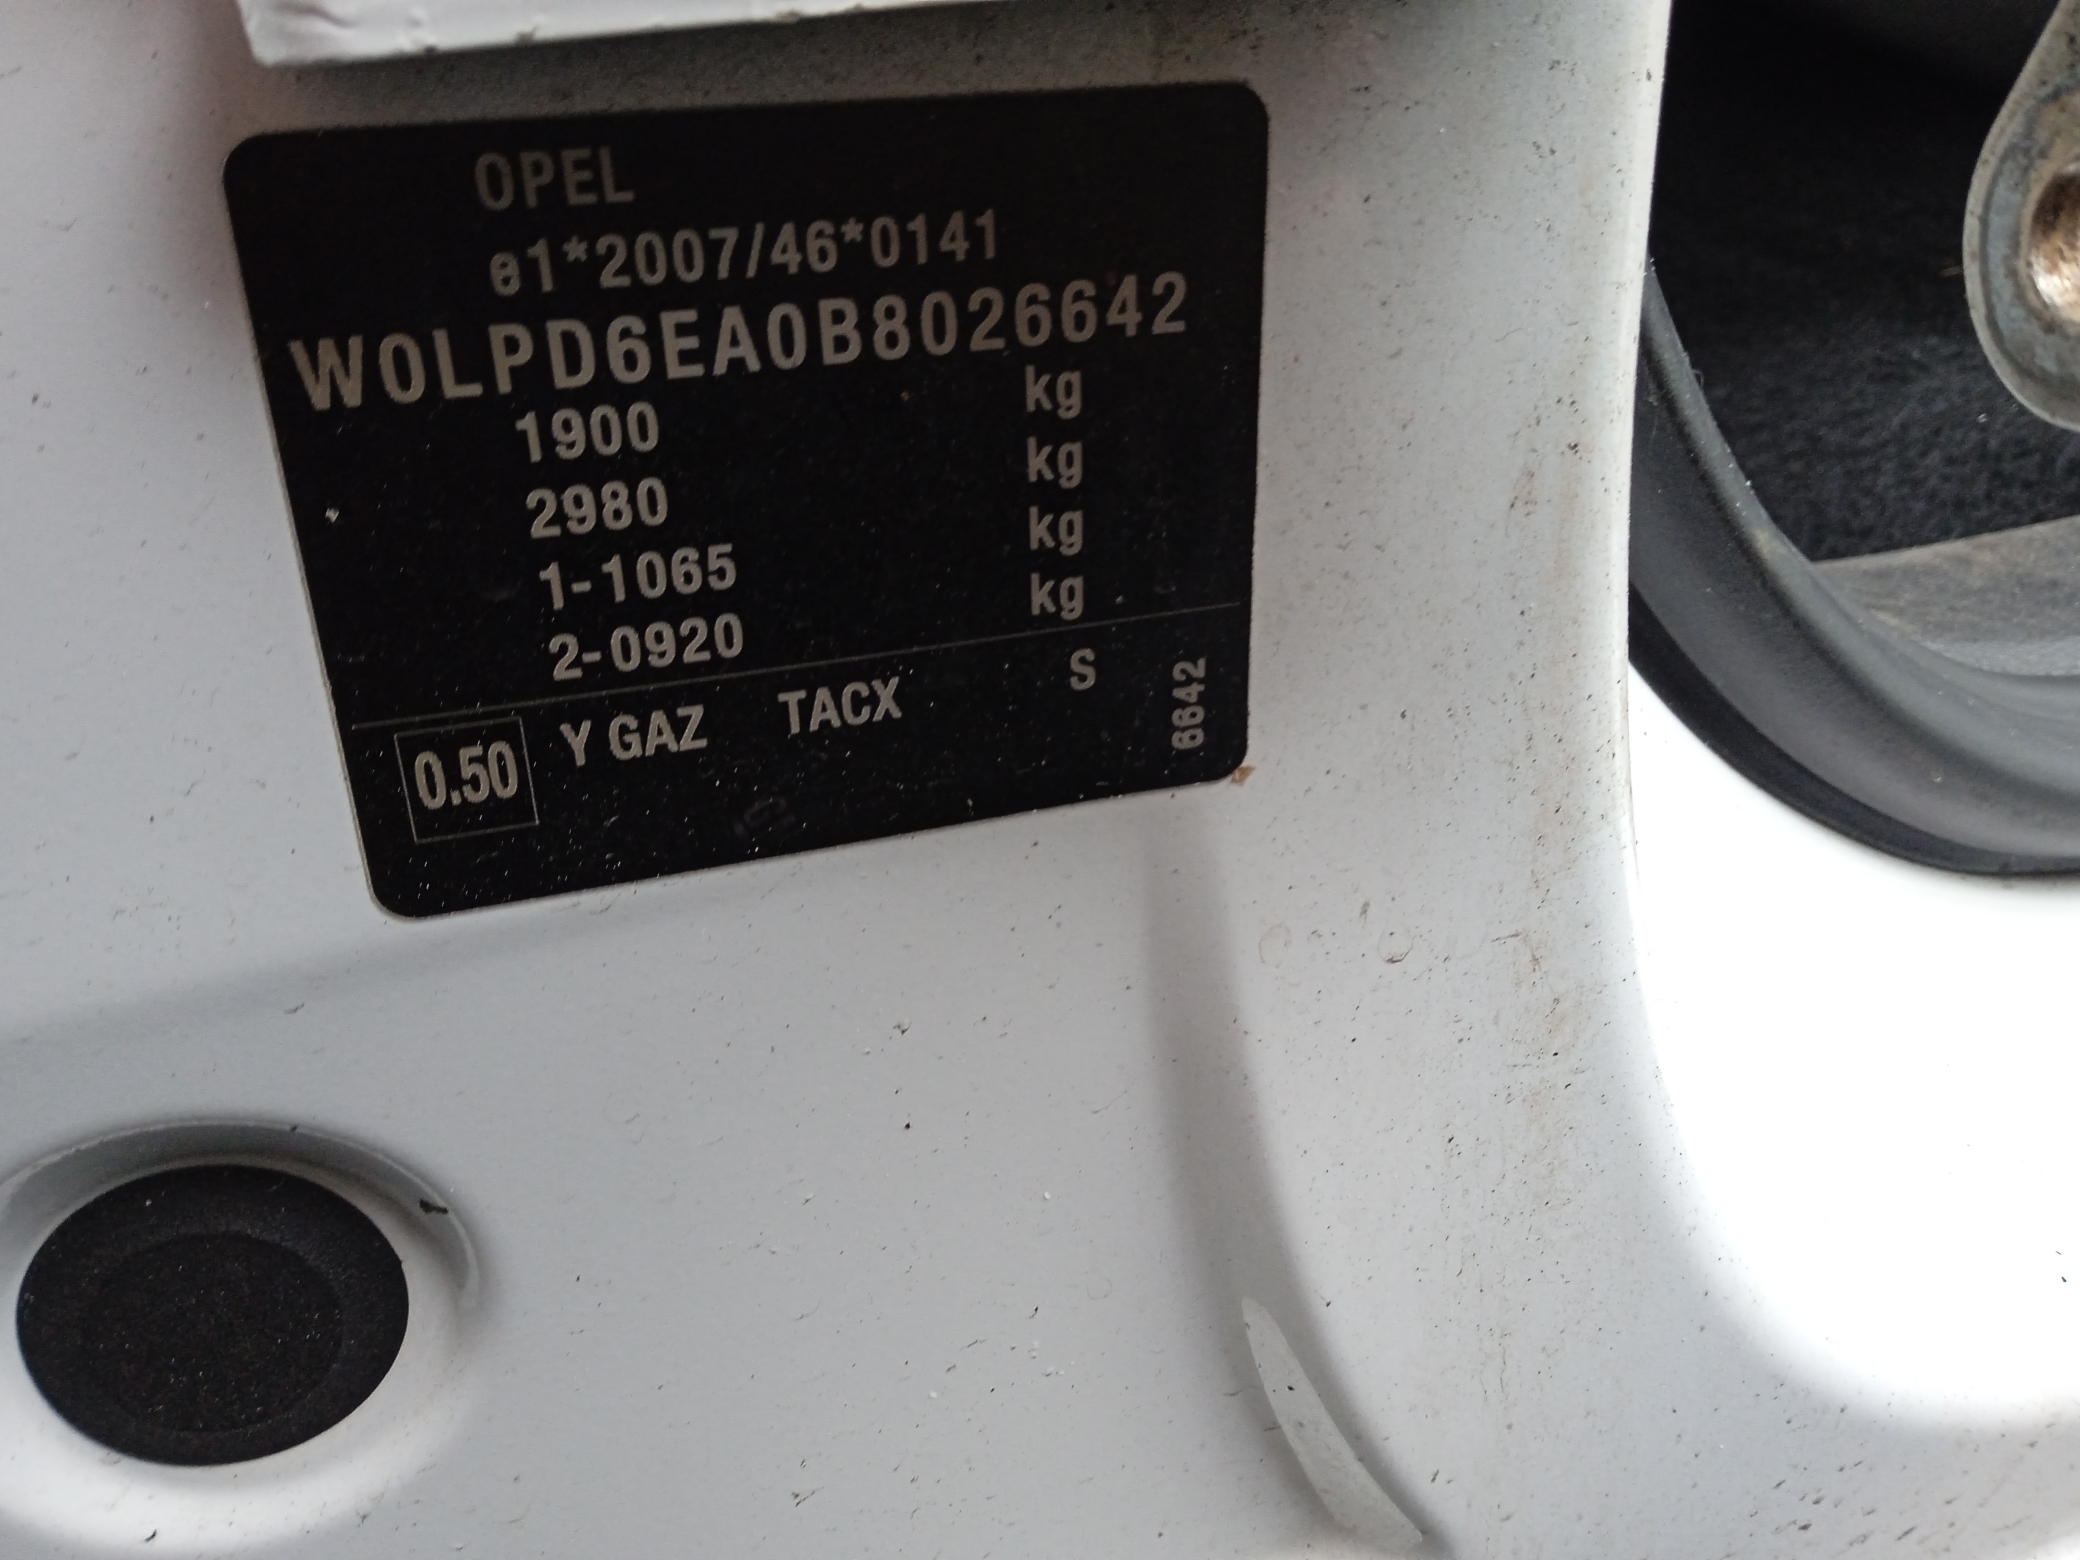 OPEL
e1*2007/46*0141
W0LPD6EA0B8026642
1900 kg
2980 kg
1-1065 kg
2-0920 kg
0.50 Y GAZ TACX S 6642